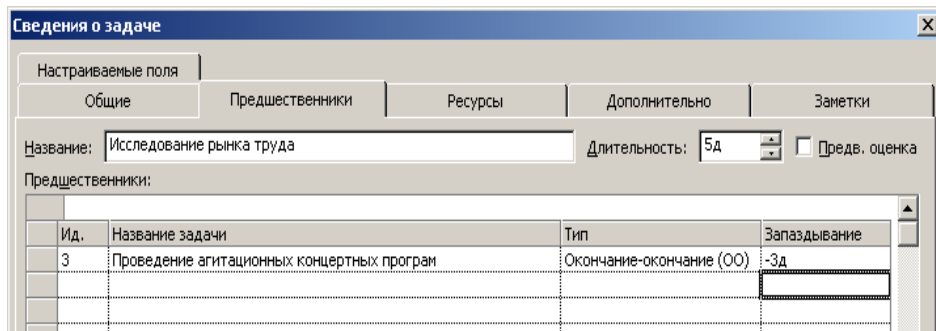 Сведения о задаче
Настраиваемые поля
Общие Предшественники Ресурсы Дополнительно Заметки
Название: Исследование рынка труда Длительность: 5д Предв. оценка
Предшественники:
Ид. Название задачи Тип Запаздывание
3 Проведение агитационных концертных програм Окончание-окончание (ОО) -3д